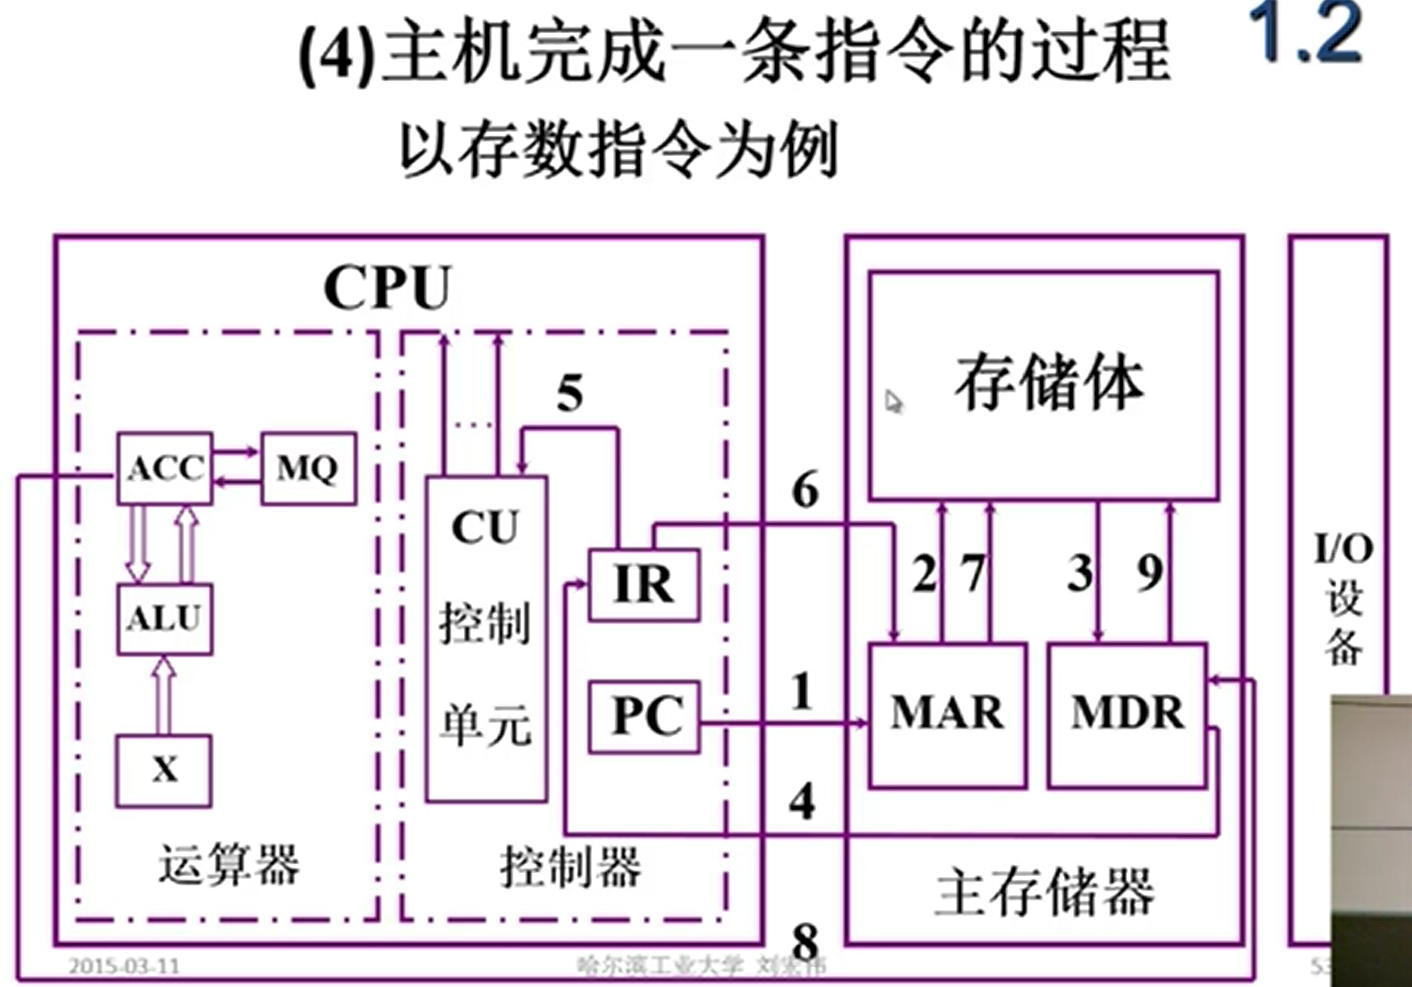 (4)主机完成一条指令的过程
1.2
以存数指令为例
CPU
存储体
5
ACC
MQ
6
CU
控制
单元
IR
2
7
3
9
I/O
设
备
ALU
1
PC
MAR
MDR
X
4
运算器
控制器
主存储器
8
2015-03-11
哈尔滨工业大学 刘宏伟